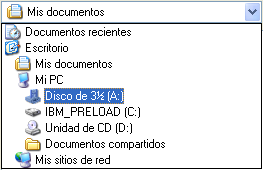 Mis documentos
Documentos recientes
Escritorio
Mis documentos
Mi PC
Disco de 3½ (A:)
IBM_PRELOAD (C:)
Unidad de CD (D:)
Documentos compartidos
Mis sitios de red